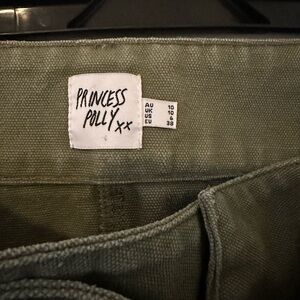 PRINCESS
POLLY xx
AU 10
UK 10
US 6
EU 38